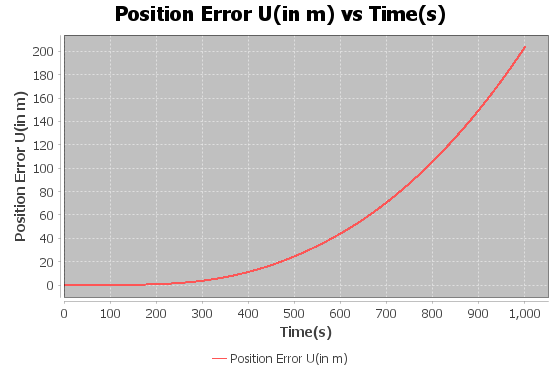 Position Error U(in m) vs Time(s)
Position Error U(in m)
200
180
160
140
120
100
80
60
40
20
0
0 100 200 300 400 500 600 700 800 900 1,000
Time(s)
Position Error U(in m)